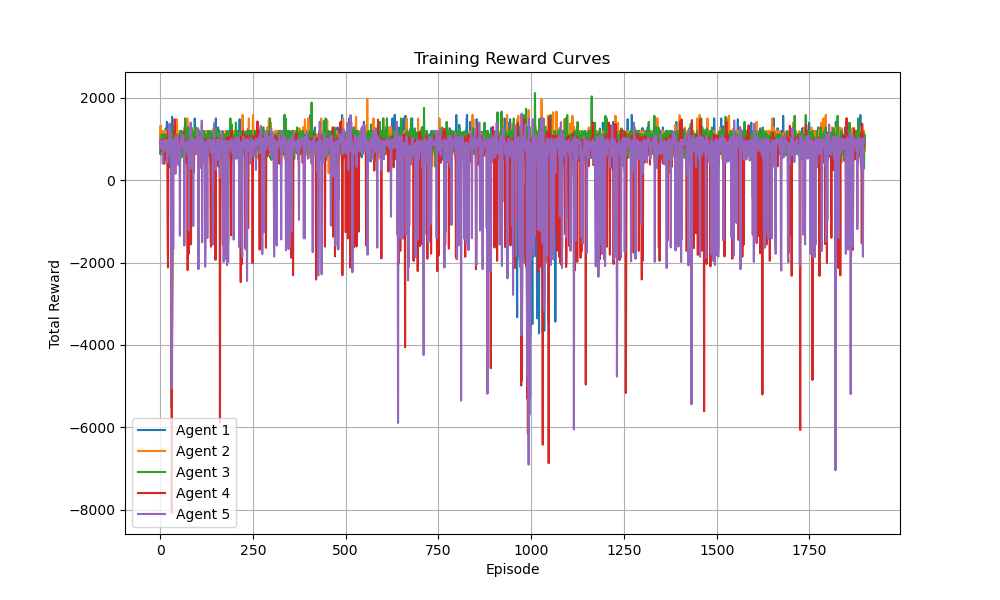 Training Reward Curves
Total Reward
2000
0
−2000
−4000
−6000
−8000
Agent 1
Agent 2
Agent 3
Agent 4
Agent 5
0 250 500 750 1000 1250 1500 1750
Episode